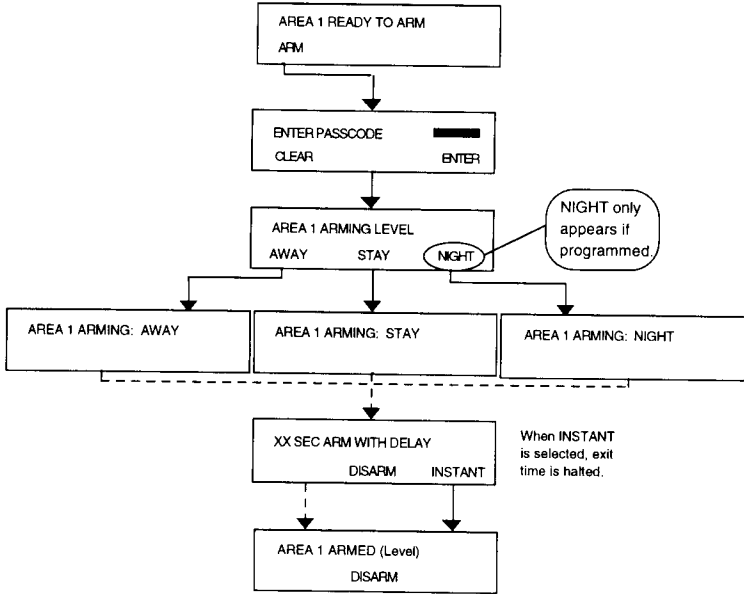 AREA 1 READY TO ARM
ARM
ENTER PASSCODE
CLEAR ENTER
AREA 1 ARMING LEVEL
AWAY STAY NIGHT
NIGHT only
appears if
programmed.
AREA 1 ARMING: AWAY
AREA 1 ARMING: STAY
AREA 1 ARMING: NIGHT
XX SEC ARM WITH DELAY
DISARM INSTANT
When INSTANT
is selected, exit
time is halted.
AREA 1 ARMED (Level)
DISARM